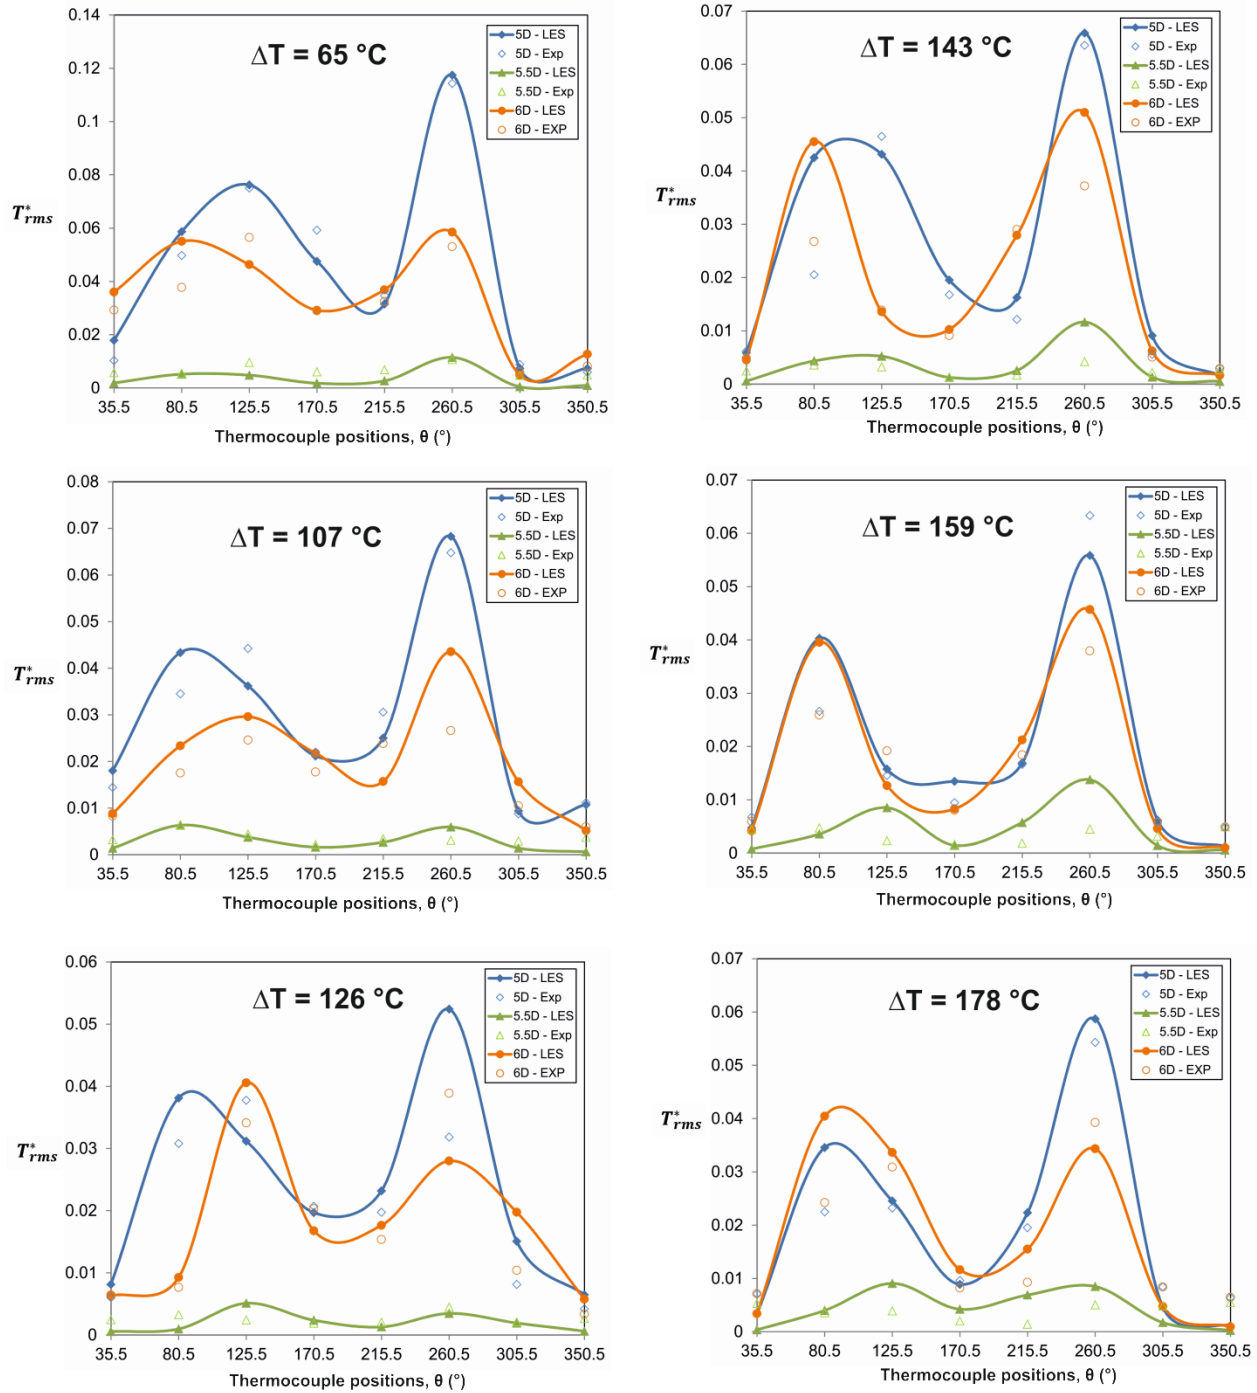 0.14
0.12
0.1
0.08
0.06
0.04
0.02
0
T*rms
ΔT = 65 °C
5D - LES
5D - Exp
5.5D - LES
5.5D - Exp
6D - LES
6D - EXP
35.5 80.5 125.5 170.5 215.5 260.5 305.5 350.5
Thermocouple positions, θ (°)
0.07
0.06
0.05
0.04
0.03
0.02
0.01
0
T*rms
ΔT = 143 °C
5D - LES
5D - Exp
5.5D - LES
5.5D - Exp
6D - LES
6D - EXP
35.5 80.5 125.5 170.5 215.5 260.5 305.5 350.5
Thermocouple positions, θ (°)
0.08
0.07
0.06
0.05
0.04
0.03
0.02
0.01
0
T*rms
ΔT = 107 °C
5D - LES
5D - Exp
5.5D - LES
5.5D - Exp
6D - LES
6D - EXP
35.5 80.5 125.5 170.5 215.5 260.5 305.5 350.5
Thermocouple positions, θ (°)
0.07
0.06
0.05
0.04
0.03
0.02
0.01
0
T*rms
ΔT = 159 °C
5D - LES
5D - Exp
5.5D - LES
5.5D - Exp
6D - LES
6D - EXP
35.5 80.5 125.5 170.5 215.5 260.5 305.5 350.5
Thermocouple positions, θ (°)
0.06
0.05
0.04
0.03
0.02
0.01
0
T*rms
ΔT = 126 °C
5D - LES
5D - Exp
5.5D - LES
5.5D - Exp
6D - LES
6D - EXP
35.5 80.5 125.5 170.5 215.5 260.5 305.5 350.5
Thermocouple positions, θ (°)
0.07
0.06
0.05
0.04
0.03
0.02
0.01
0
T*rms
ΔT = 178 °C
5D - LES
5D - Exp
5.5D - LES
5.5D - Exp
6D - LES
6D - EXP
35.5 80.5 125.5 170.5 215.5 260.5 305.5 350.5
Thermocouple positions, θ (°)